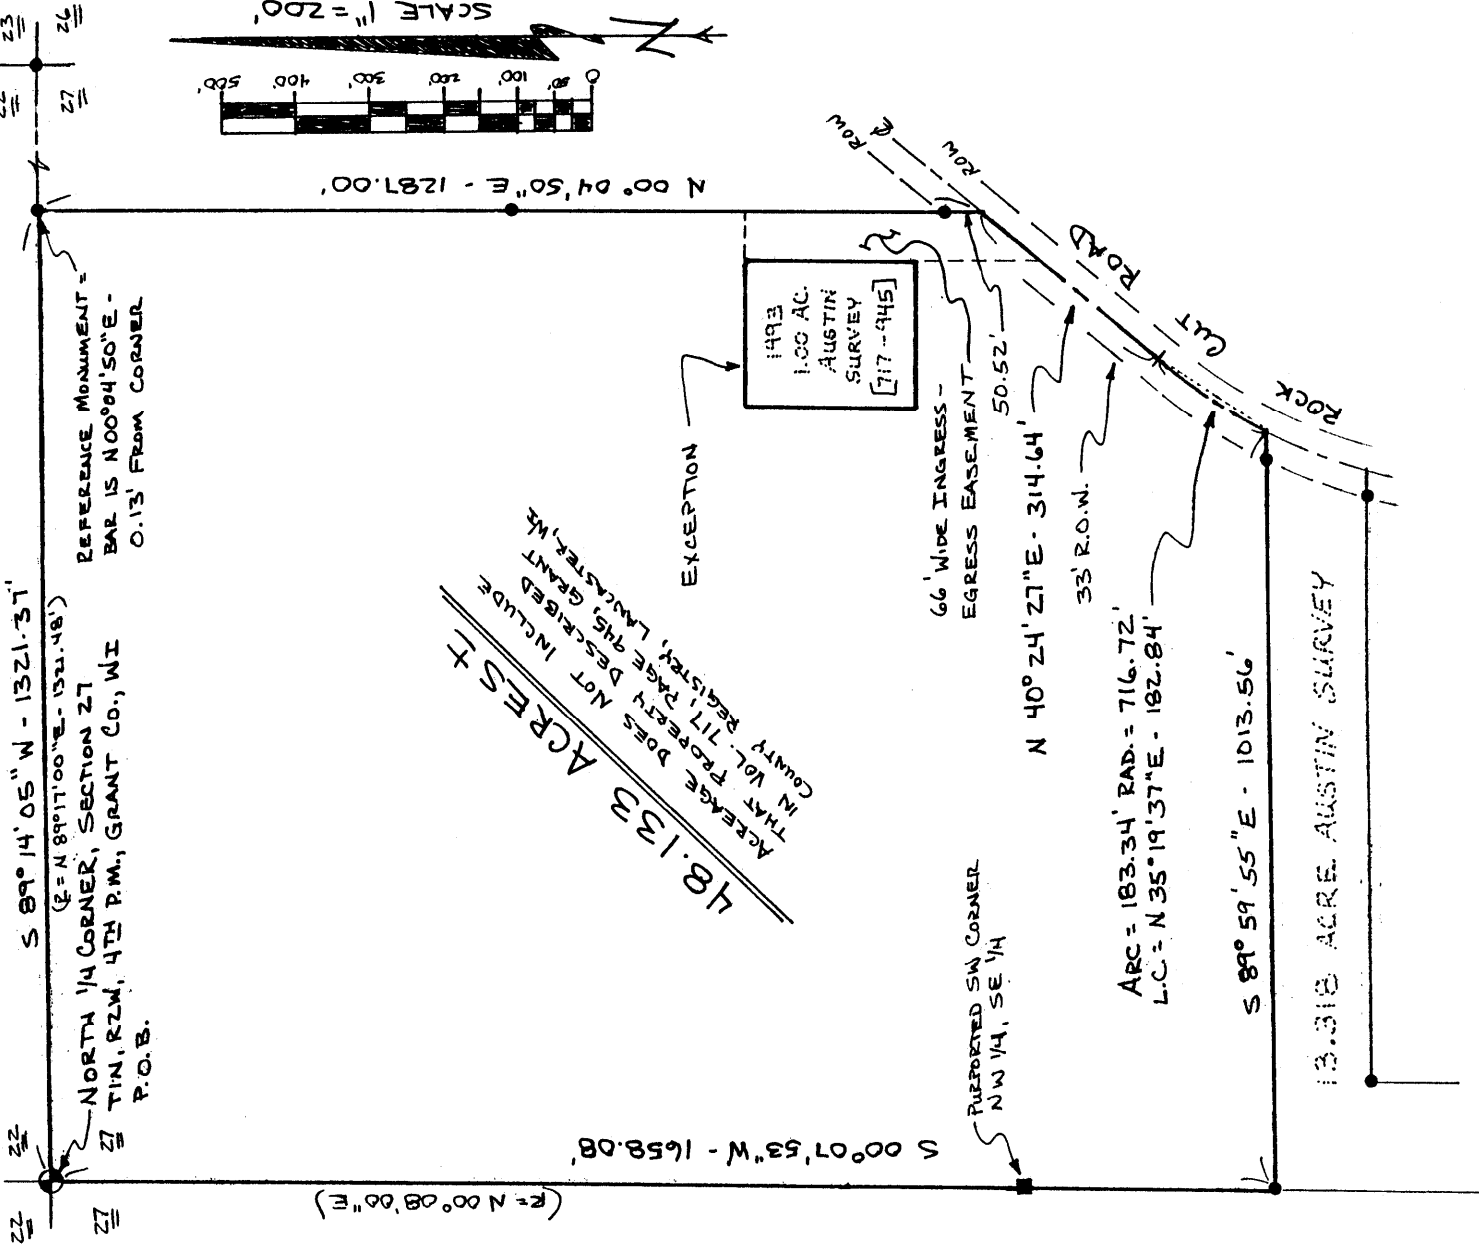 23
26
22
27
SCALE 1" = 200'
0 50' 100' 200' 300' 400' 500'
N 00° 04' 50" E - 1287.00'
ROW
℄
ROW
ROCK CUT ROAD
S 89° 14' 05" W - 1321.37'
(R = N 89°17'00"E - 1321.48')
NORTH 1/4 CORNER, SECTION 27
T1N, R2W, 4TH P.M., GRANT CO., WI
P.O.B.
REFERENCE MONUMENT =
BAR IS N00°04'50"E -
0.13' FROM CORNER
EXCEPTION
1993
1.00 AC.
AUSTIN
SURVEY
[717-945]
66' WIDE INGRESS -
EGRESS EASEMENT
50.52'
N 40° 24' 27" E - 314.64'
33' R.O.W.
ARC = 183.34' RAD. = 716.72'
L.C. = N 35°19'37"E - 182.84'
48.133 ACRES ±
ACREAGE DOES NOT INCLUDE
THAT PROPERTY DESCRIBED
IN VOL. 717, PAGE 945, GRANT
COUNTY REGISTRY, LANCASTER, WI
PURPORTED SW CORNER
NW 1/4, SE 1/4
S 89° 59' 55" E - 1013.56'
13.318 ACRE AUSTIN SURVEY
S 00° 07' 53" W - 1658.08'
(R = N 00° 08' 00" E)
22
27
22
27
N